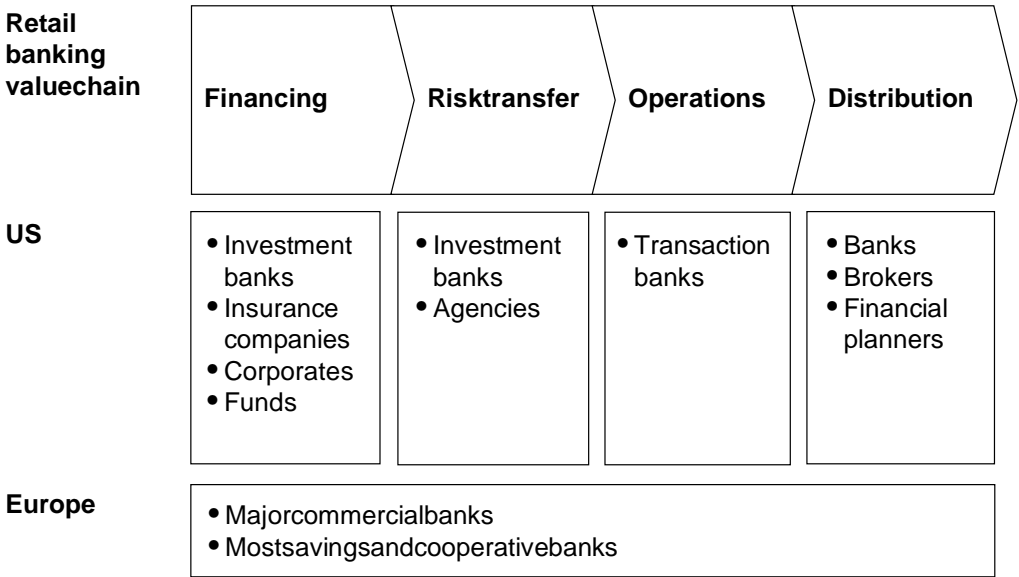 Retail
banking
valuechain
Financing
Risktransfer
Operations
Distribution
US
• Investment
banks
• Insurance
companies
• Corporates
• Funds
• Investment
banks
• Agencies
• Transaction
banks
• Banks
• Brokers
• Financial
planners
Europe
• Majorcommercialbanks
• Mostsavingsandcooperativebanks